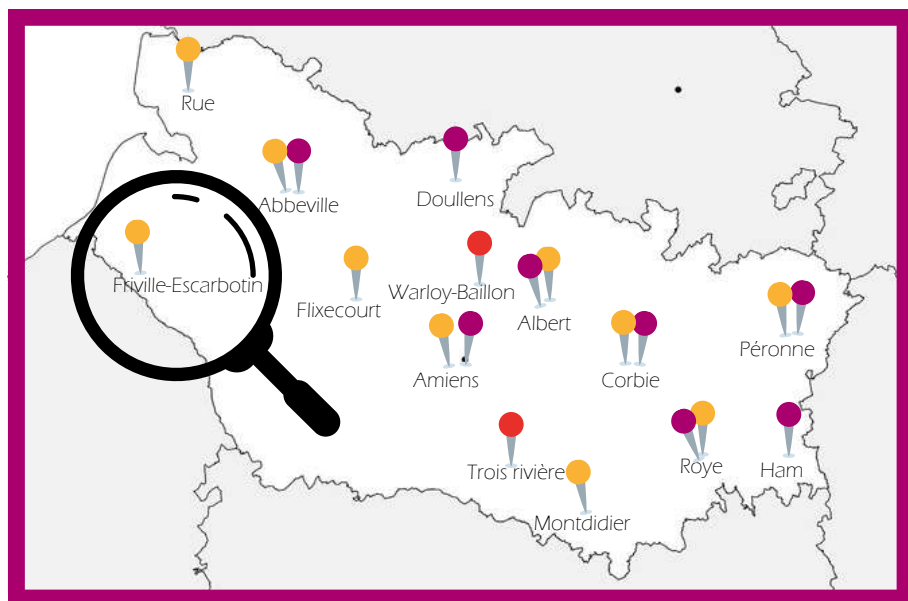 Rue
Abbeville
Doullens
Friville-Escarbotin
Flixecourt
Warloy-Baillon
Albert
Amiens
Corbie
Péronne
Trois rivière
Roye
Ham
Montdidier